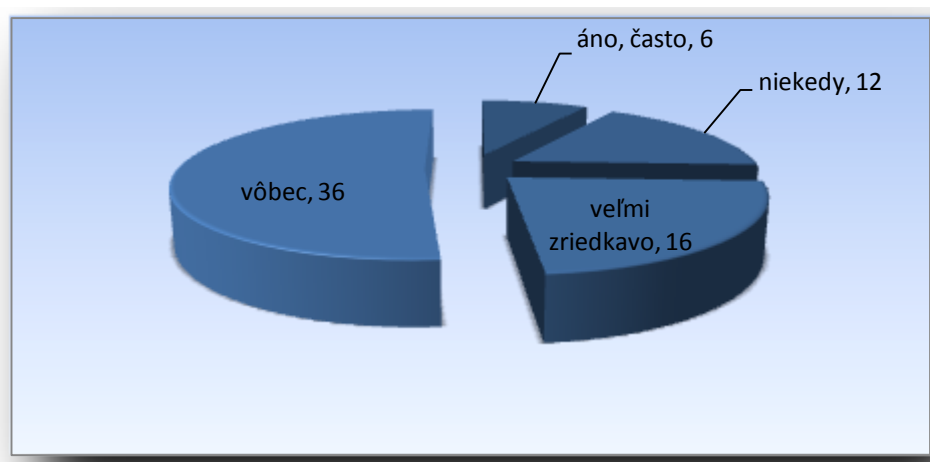 áno, často, 6
niekedy, 12
vôbec, 36
veľmi
zriedkavo, 16